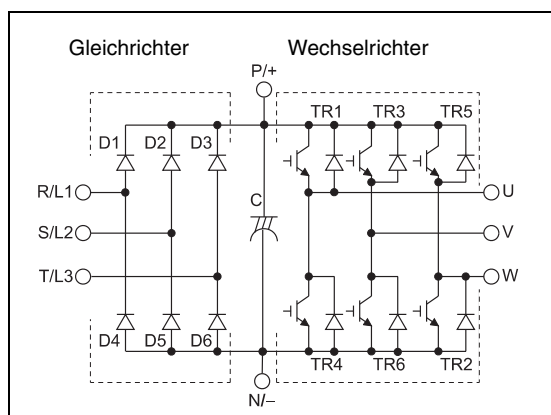 Gleichrichter Wechselrichter
P/+
TR1 TR3 TR5
D1 D2 D3
R/L1 C U
S/L2 V
T/L3 W
D4 D5 D6 TR4 TR6 TR2
N/−